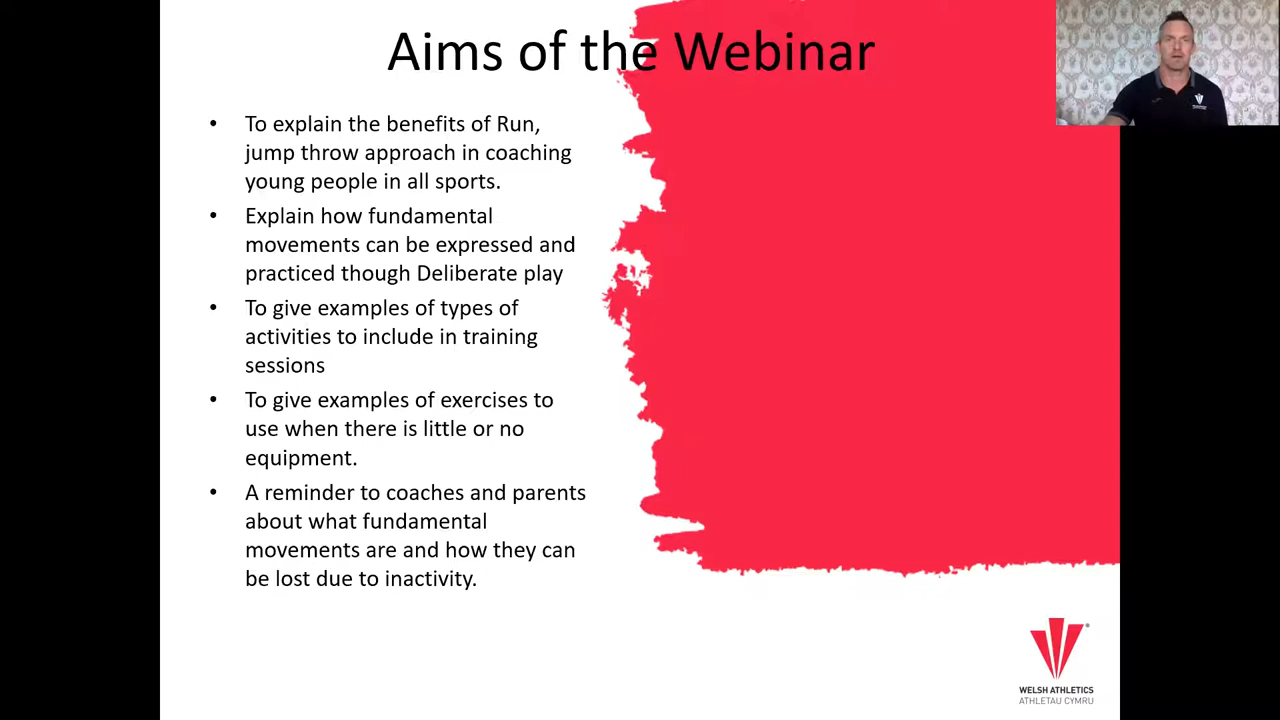 Aims of the Webinar
• To explain the benefits of Run,
jump throw approach in coaching
young people in all sports.
• Explain how fundamental
movements can be expressed and
practiced though Deliberate play
• To give examples of types of
activities to include in training
sessions
• To give examples of exercises to
use when there is little or no
equipment.
• A reminder to coaches and parents
about what fundamental
movements are and how they can
be lost due to inactivity.
WELSH ATHLETICS
ATHLETAU CYMRU